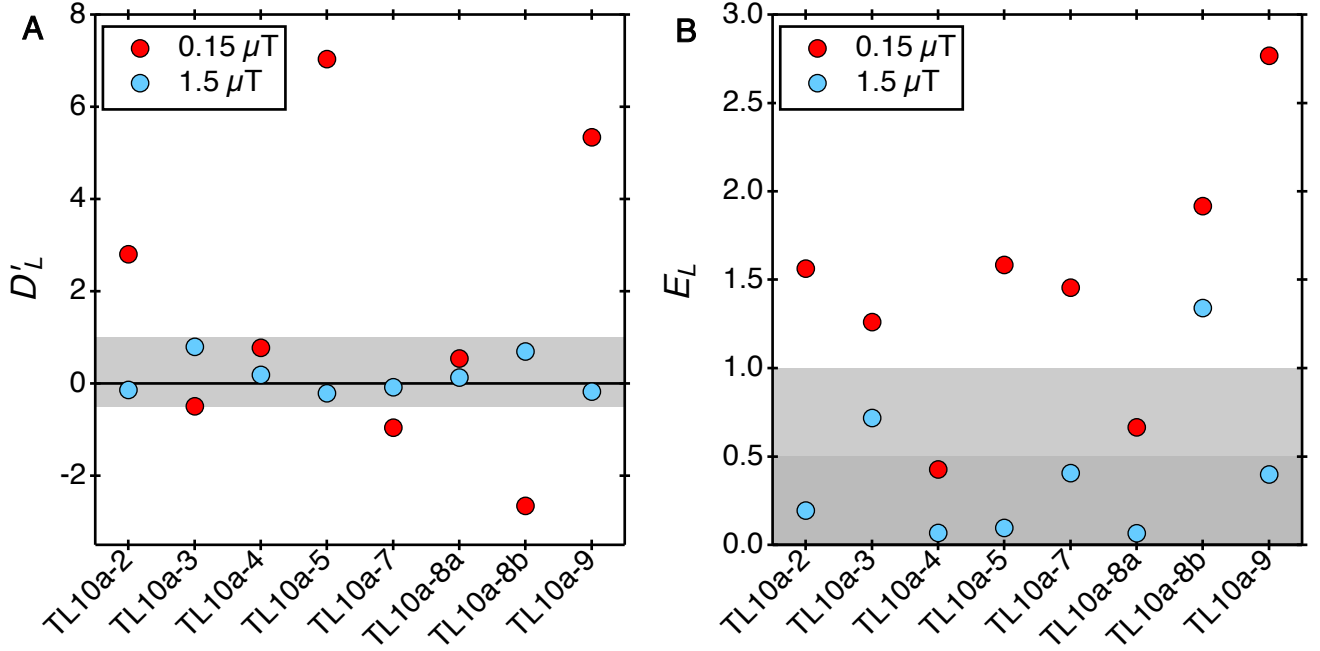 A
0.15 µT
1.5 µT
8
6
4
2
0
-2
D'L
TL10a-2
TL10a-3
TL10a-4
TL10a-5
TL10a-7
TL10a-8a
TL10a-8b
TL10a-9
B
0.15 µT
1.5 µT
3.0
2.5
2.0
1.5
1.0
0.5
0.0
EL
TL10a-2
TL10a-3
TL10a-4
TL10a-5
TL10a-7
TL10a-8a
TL10a-8b
TL10a-9